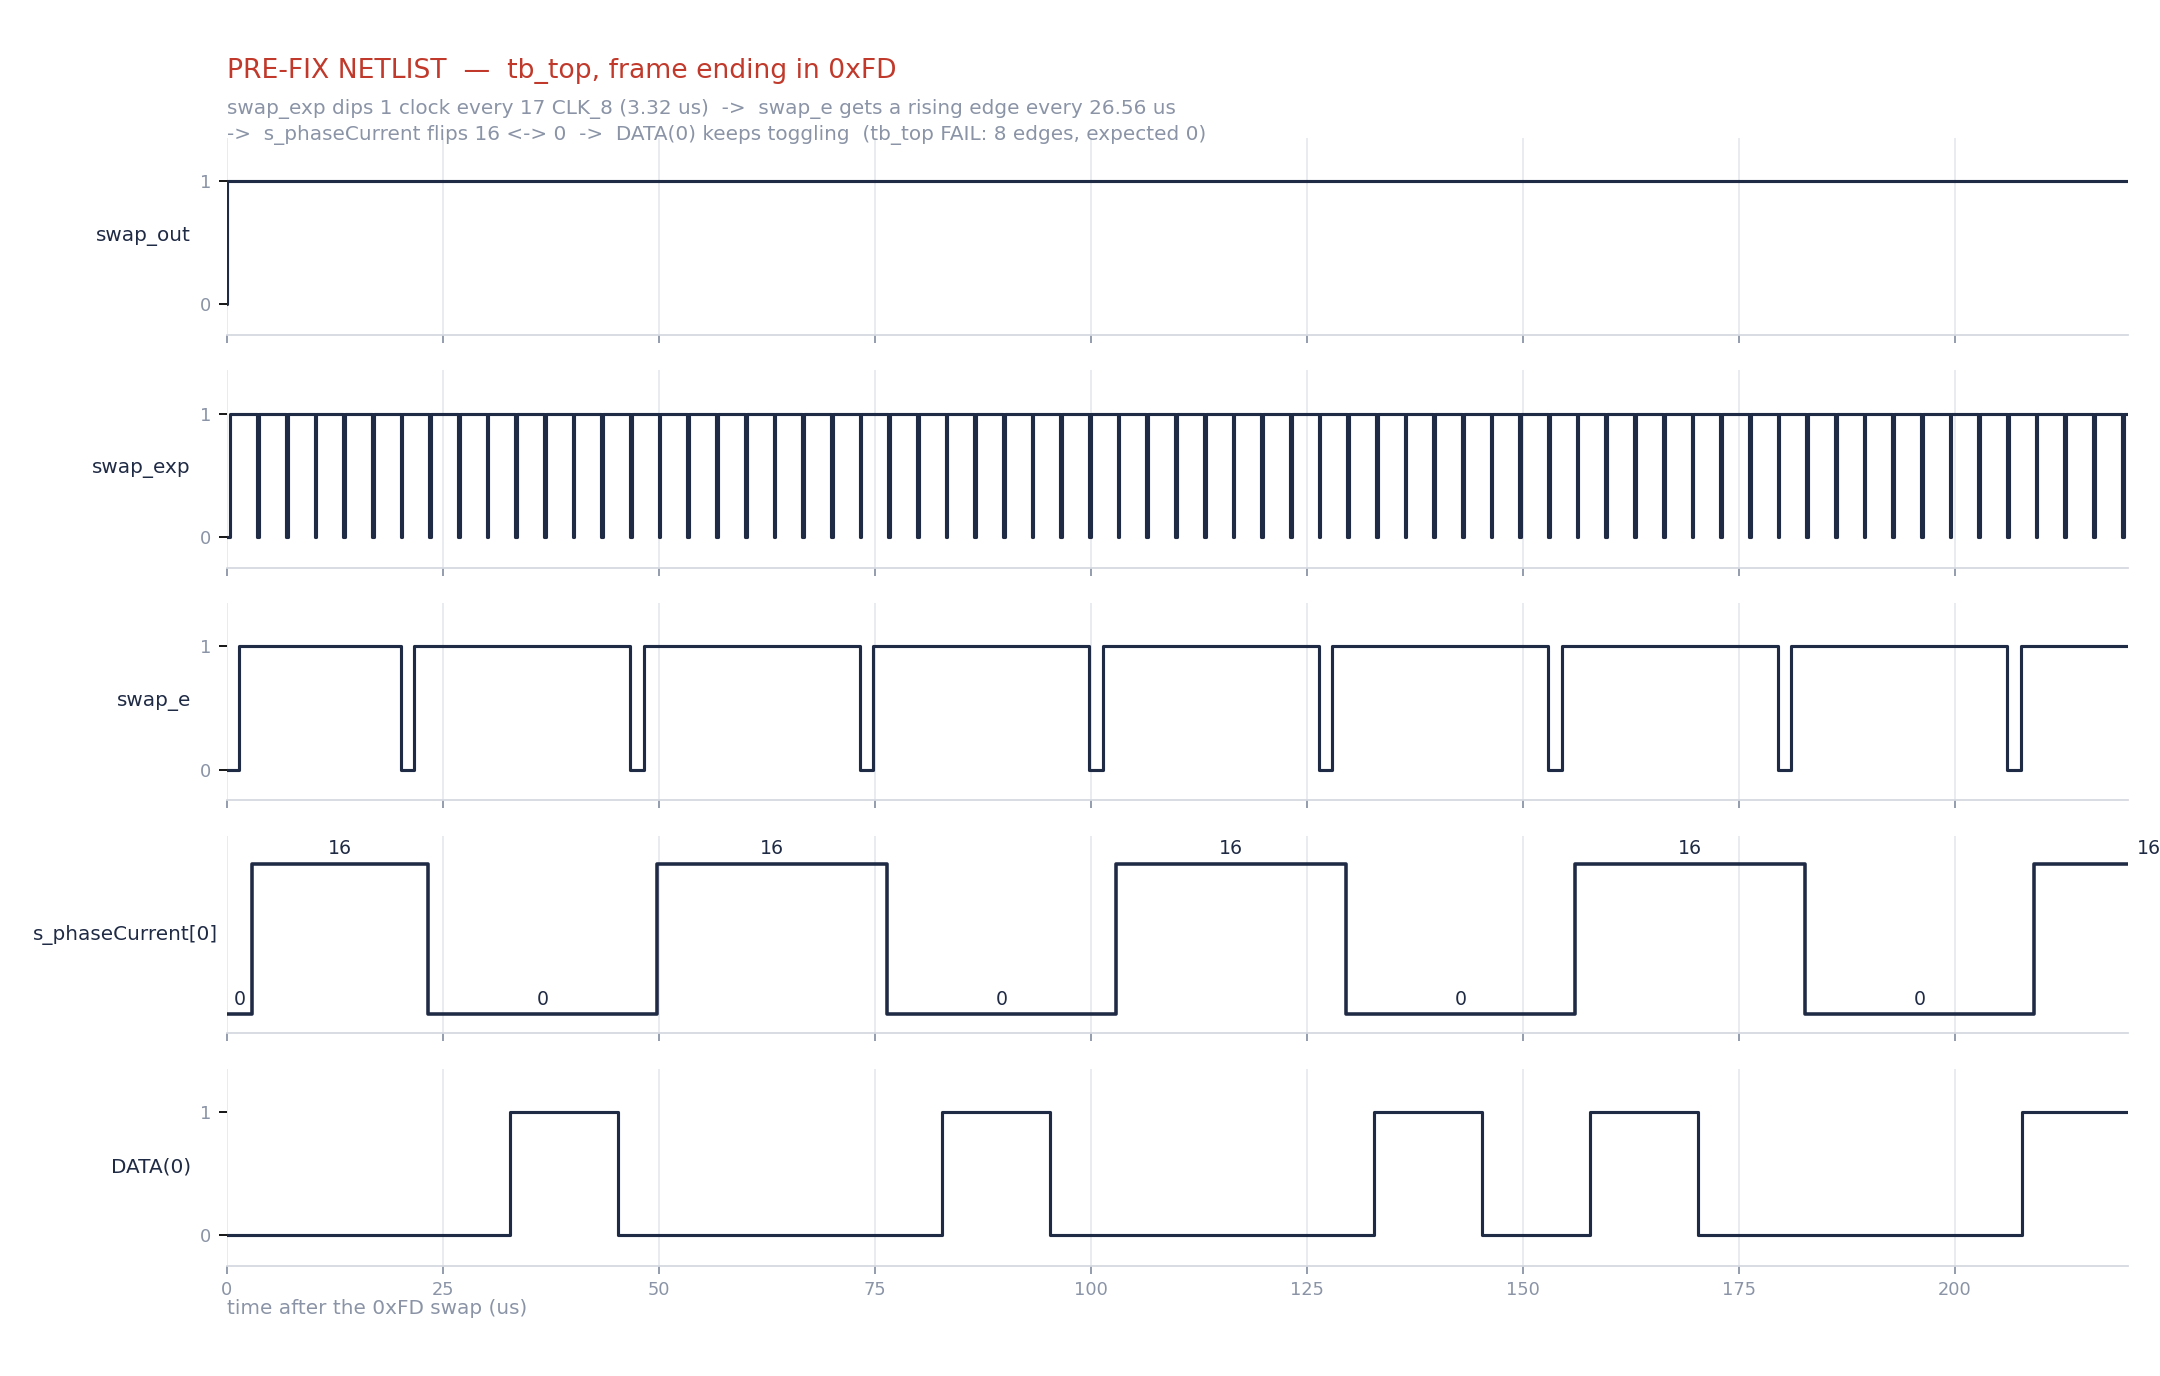 PRE-FIX NETLIST — tb_top, frame ending in 0xFD
swap_exp dips 1 clock every 17 CLK_8 (3.32 us) -> swap_e gets a rising edge every 26.56 us
-> s_phaseCurrent flips 16 <-> 0 -> DATA(0) keeps toggling (tb_top FAIL: 8 edges, expected 0)
1
swap_out
0
1
swap_exp
0
1
swap_e
0
16 16 16 16 16
s_phaseCurrent[0]
0 0 0 0 0
1
DATA(0)
0
0 25 50 75 100 125 150 175 200
time after the 0xFD swap (us)